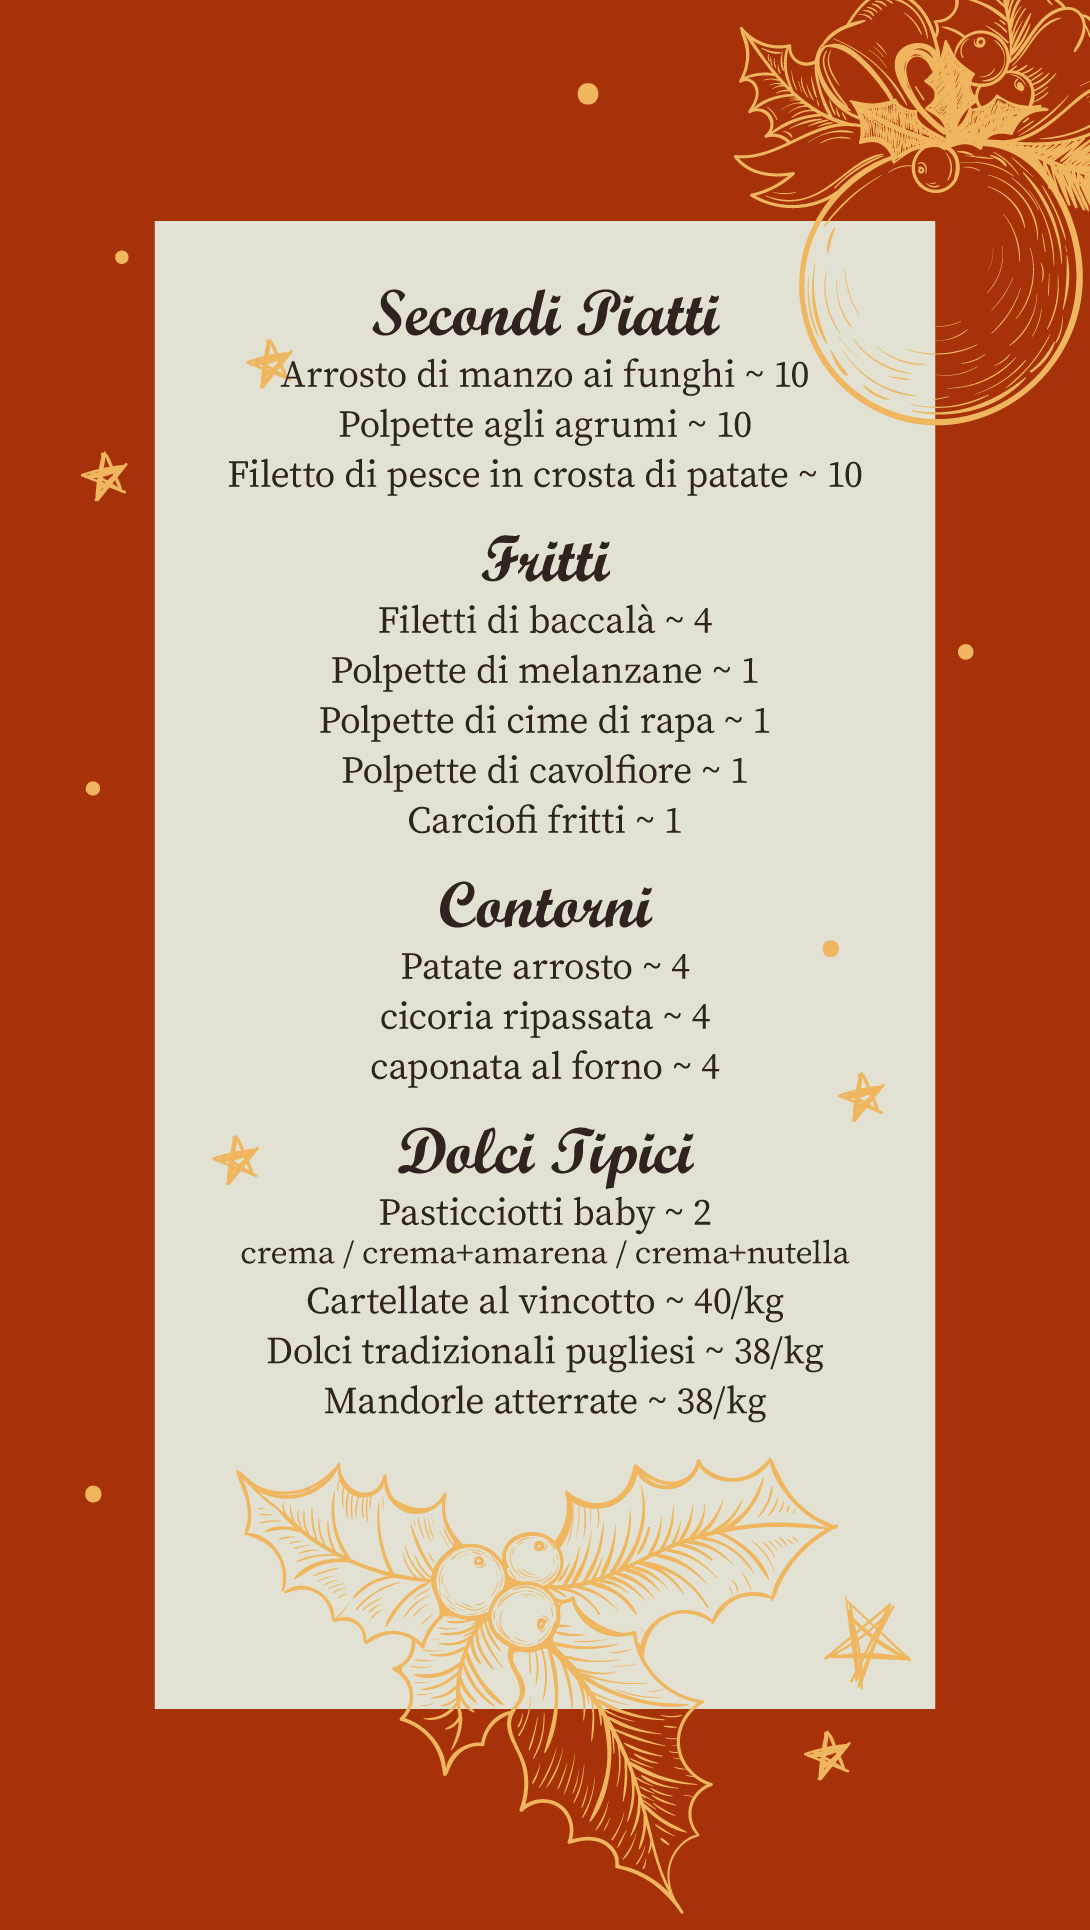 Secondi Piatti
Arrosto di manzo ai funghi ~ 10
Polpette agli agrumi ~ 10
Filetto di pesce in crosta di patate ~ 10
Fritti
Filetti di baccalà ~ 4
Polpette di melanzane ~ 1
Polpette di cime di rapa ~ 1
Polpette di cavolfiore ~ 1
Carciofi fritti ~ 1
Contorni
Patate arrosto ~ 4
cicoria ripassata ~ 4
caponata al forno ~ 4
Dolci Tipici
Pasticciotti baby ~ 2
crema / crema+amarena / crema+nutella
Cartellate al vincotto ~ 40/kg
Dolci tradizionali pugliesi ~ 38/kg
Mandorle atterrate ~ 38/kg